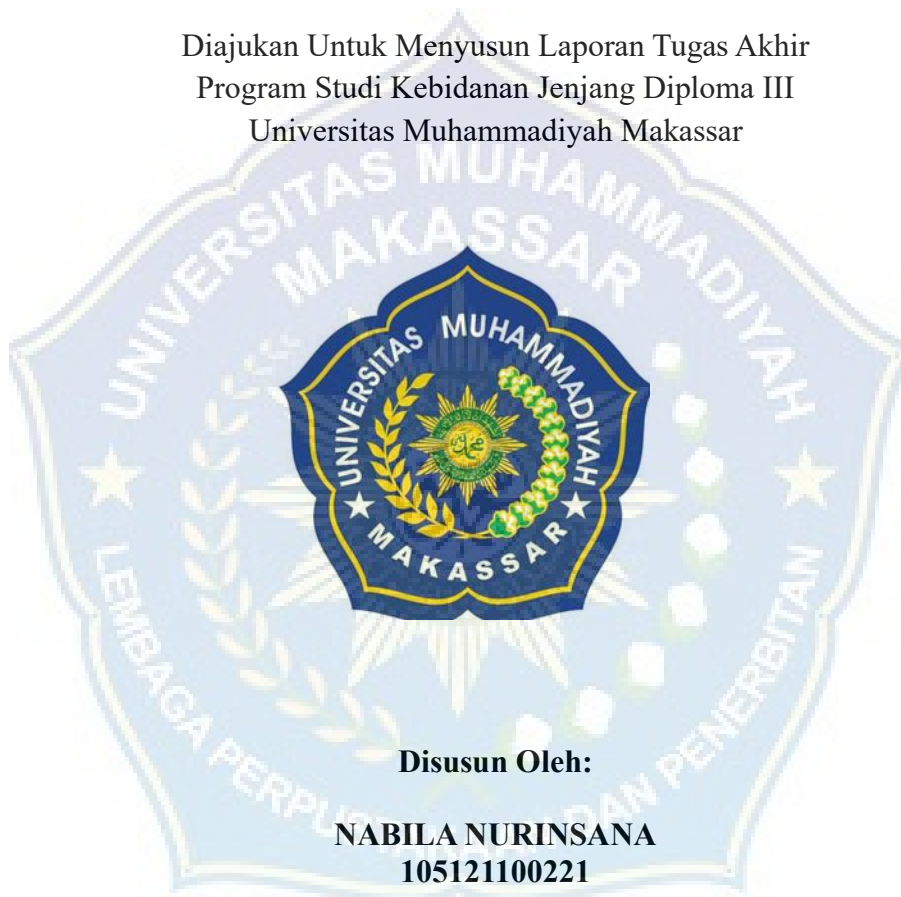 Diajukan Untuk Menyusun Laporan Tugas Akhir
Program Studi Kebidanan Jenjang Diploma III
Universitas Muhammadiyah Makassar
UNIVERSITAS MUHAMMADIYAH
MAKASSAR
LEMBAGA PERPUSTAKAAN DAN PENERBITAN
UNIVERSITAS MUHAMMADIYAH
MAKASSAR
Disusun Oleh:
NABILA NURINSANA
105121100221